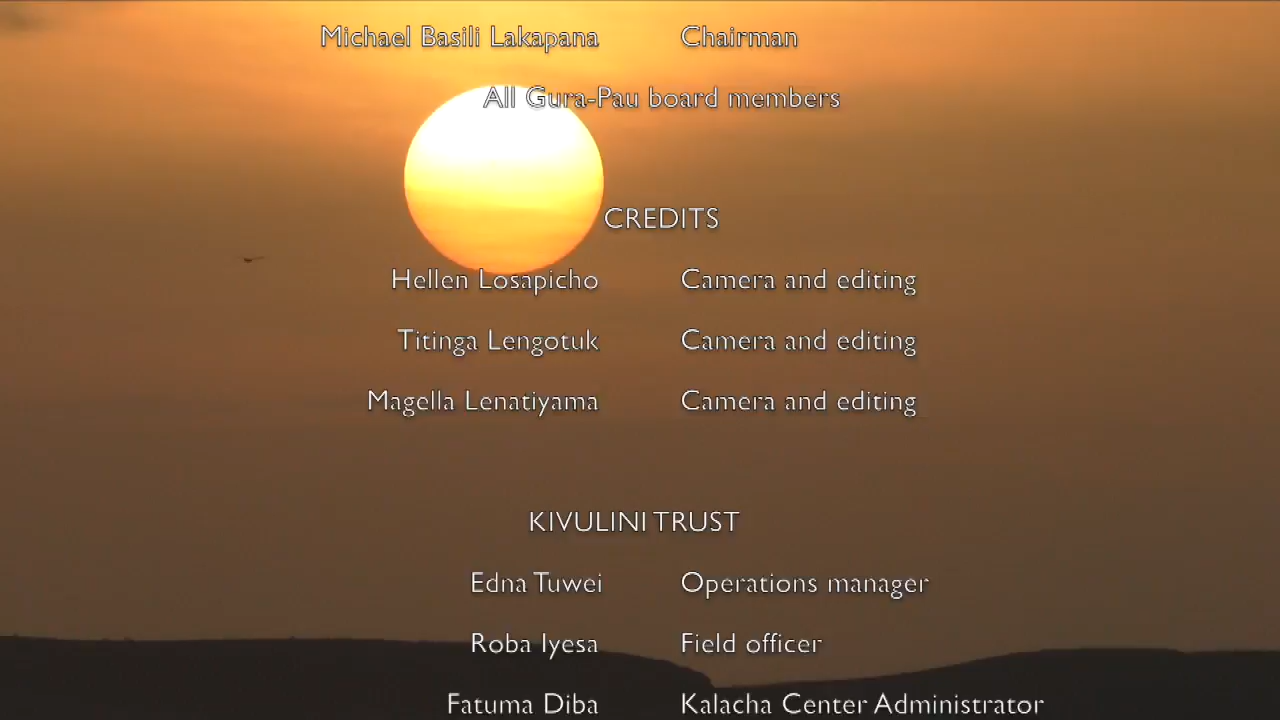 Michael Basili Lakapana Chairman
All Gura-Pau board members
CREDITS
Hellen Losapicho Camera and editing
Titinga Lengotuk Camera and editing
Magella Lenatiyama Camera and editing
KIVULINI TRUST
Edna Tuwei Operations manager
Roba Iyesa Field officer
Fatuma Diba Kalacha Center Administrator